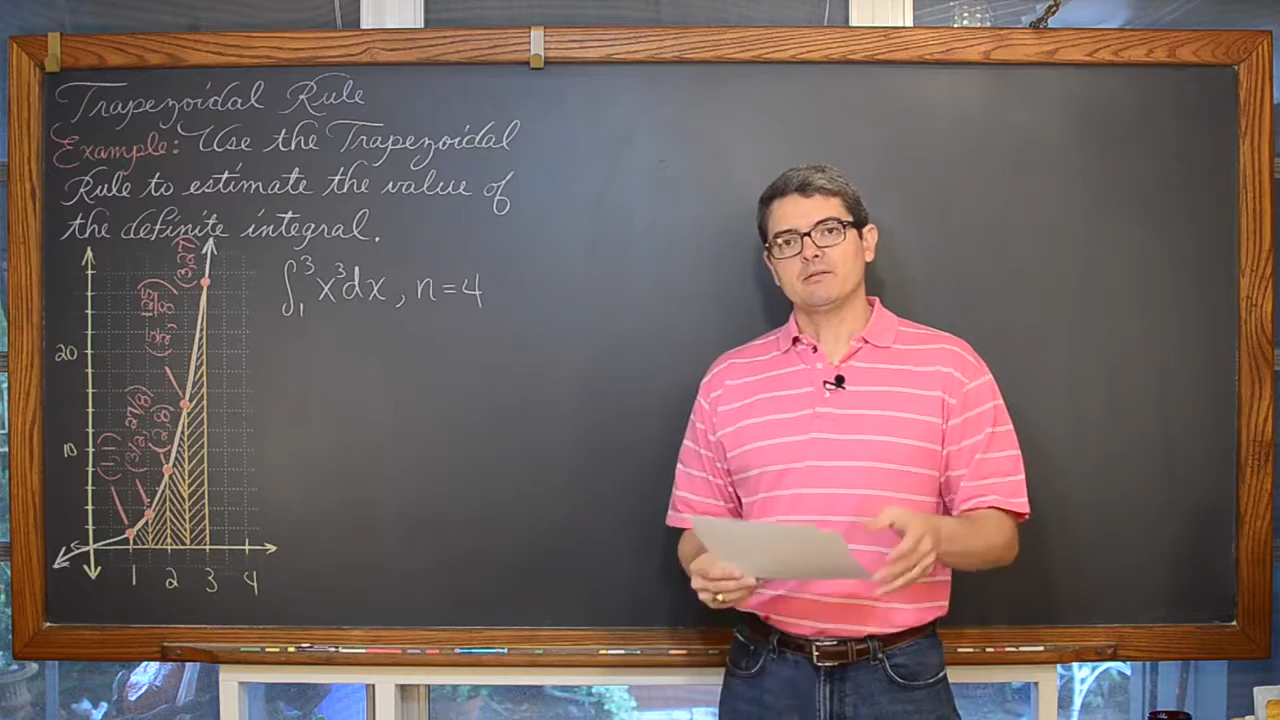 Trapezoidal Rule
Example: Use the Trapezoidal
Rule to estimate the value of
the definite integral.
∫₁³ x³dx, n=4
(3,27)
(5/2, 125/8)
20
(3/2, 27/8)
(2,8)
10
(1,1)
1 2 3 4